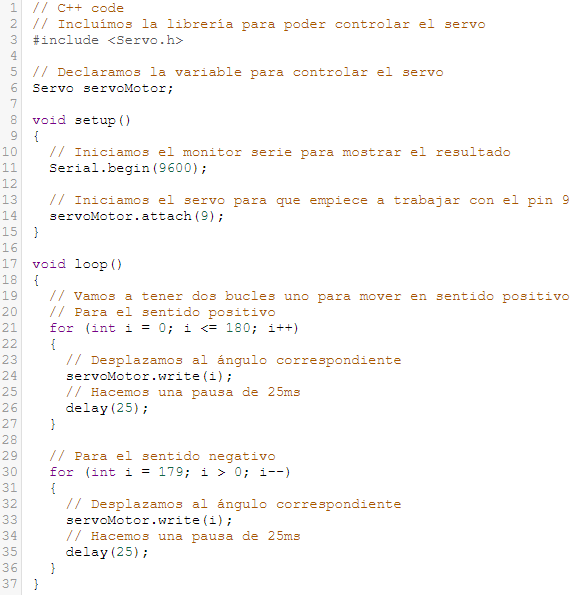 1 // C++ code
2 // Incluímos la librería para poder controlar el servo
3 #include <Servo.h>
4
5 // Declaramos la variable para controlar el servo
6 Servo servoMotor;
7
8 void setup()
9 {
10 // Iniciamos el monitor serie para mostrar el resultado
11 Serial.begin(9600);
12
13 // Iniciamos el servo para que empiece a trabajar con el pin 9
14 servoMotor.attach(9);
15 }
16
17 void loop()
18 {
19 // Vamos a tener dos bucles uno para mover en sentido positivo
20 // Para el sentido positivo
21 for (int i = 0; i <= 180; i++)
22 {
23 // Desplazamos al ángulo correspondiente
24 servoMotor.write(i);
25 // Hacemos una pausa de 25ms
26 delay(25);
27 }
28
29 // Para el sentido negativo
30 for (int i = 179; i > 0; i--)
31 {
32 // Desplazamos al ángulo correspondiente
33 servoMotor.write(i);
34 // Hacemos una pausa de 25ms
35 delay(25);
36 }
37 }